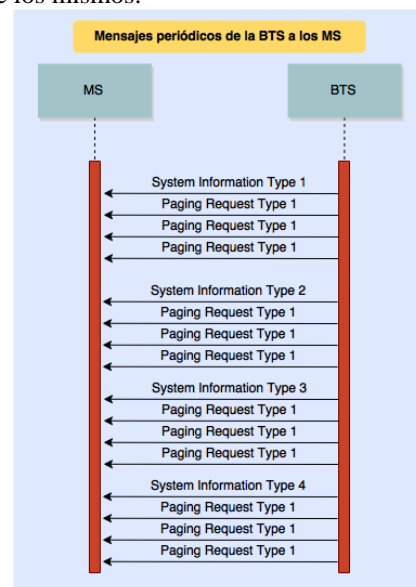 e los mismos.
Mensajes periódicos de la BTS a los MS
MS
BTS
System Information Type 1
Paging Request Type 1
Paging Request Type 1
Paging Request Type 1
System Information Type 2
Paging Request Type 1
Paging Request Type 1
Paging Request Type 1
System Information Type 3
Paging Request Type 1
Paging Request Type 1
Paging Request Type 1
System Information Type 4
Paging Request Type 1
Paging Request Type 1
Paging Request Type 1